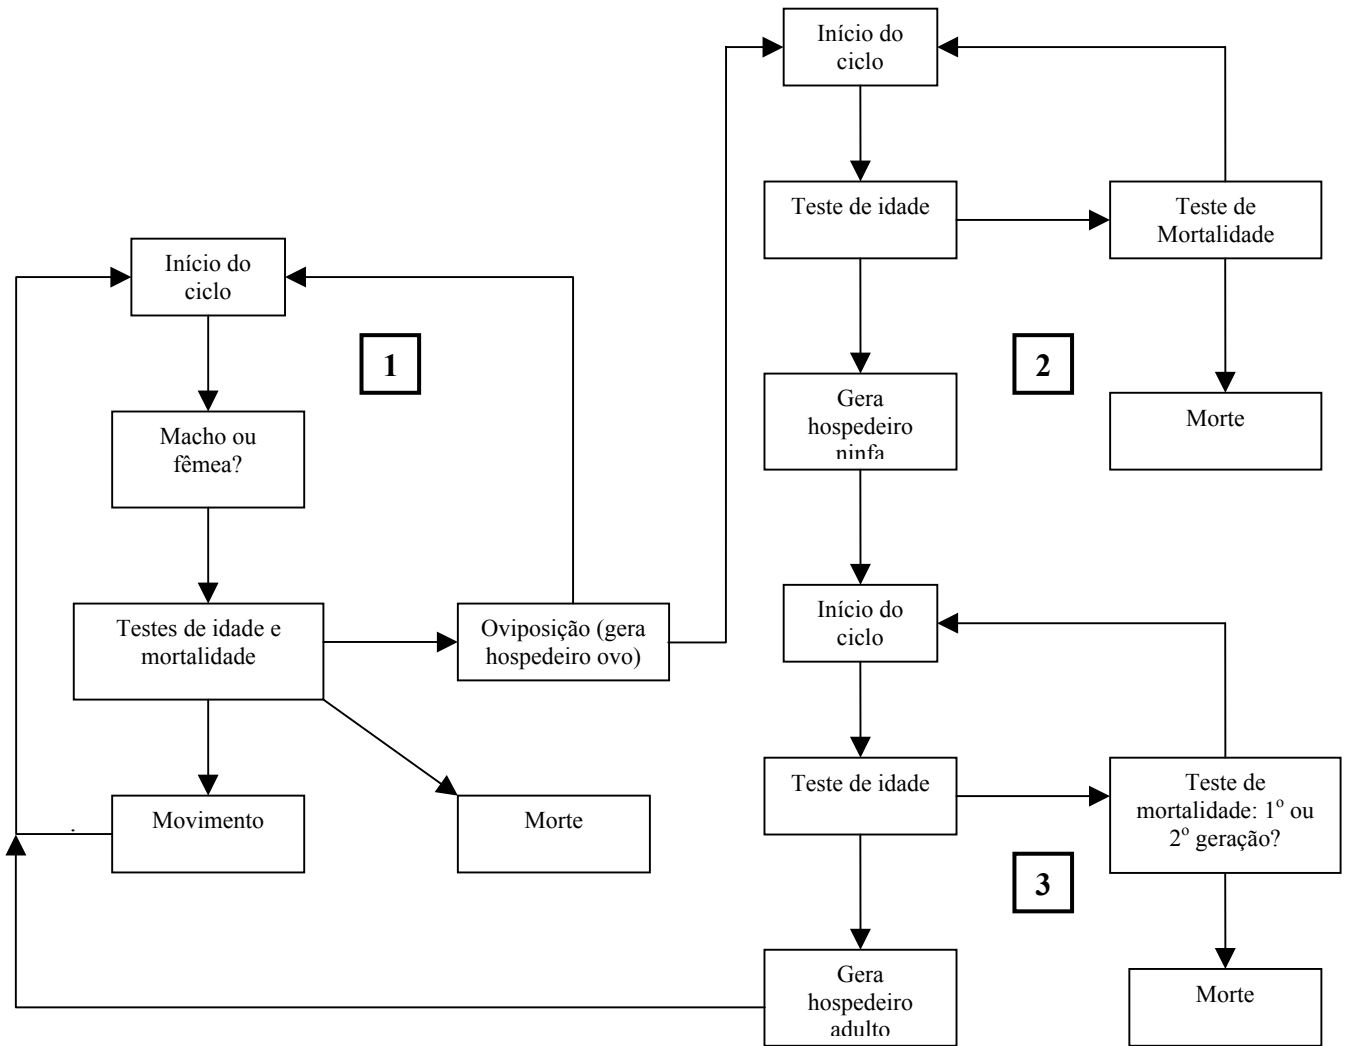 Início do
ciclo
Teste de idade
Teste de
Mortalidade
Início do
ciclo
1
2
Gera
hospedeiro
ninfa
Morte
Macho ou
fêmea?
Início do
ciclo
Testes de idade e
mortalidade
Oviposição (gera
hospedeiro ovo)
Teste de idade
Teste de
mortalidade: 1º ou
2º geração?
Movimento
Morte
3
Gera
hospedeiro
adulto
Morte